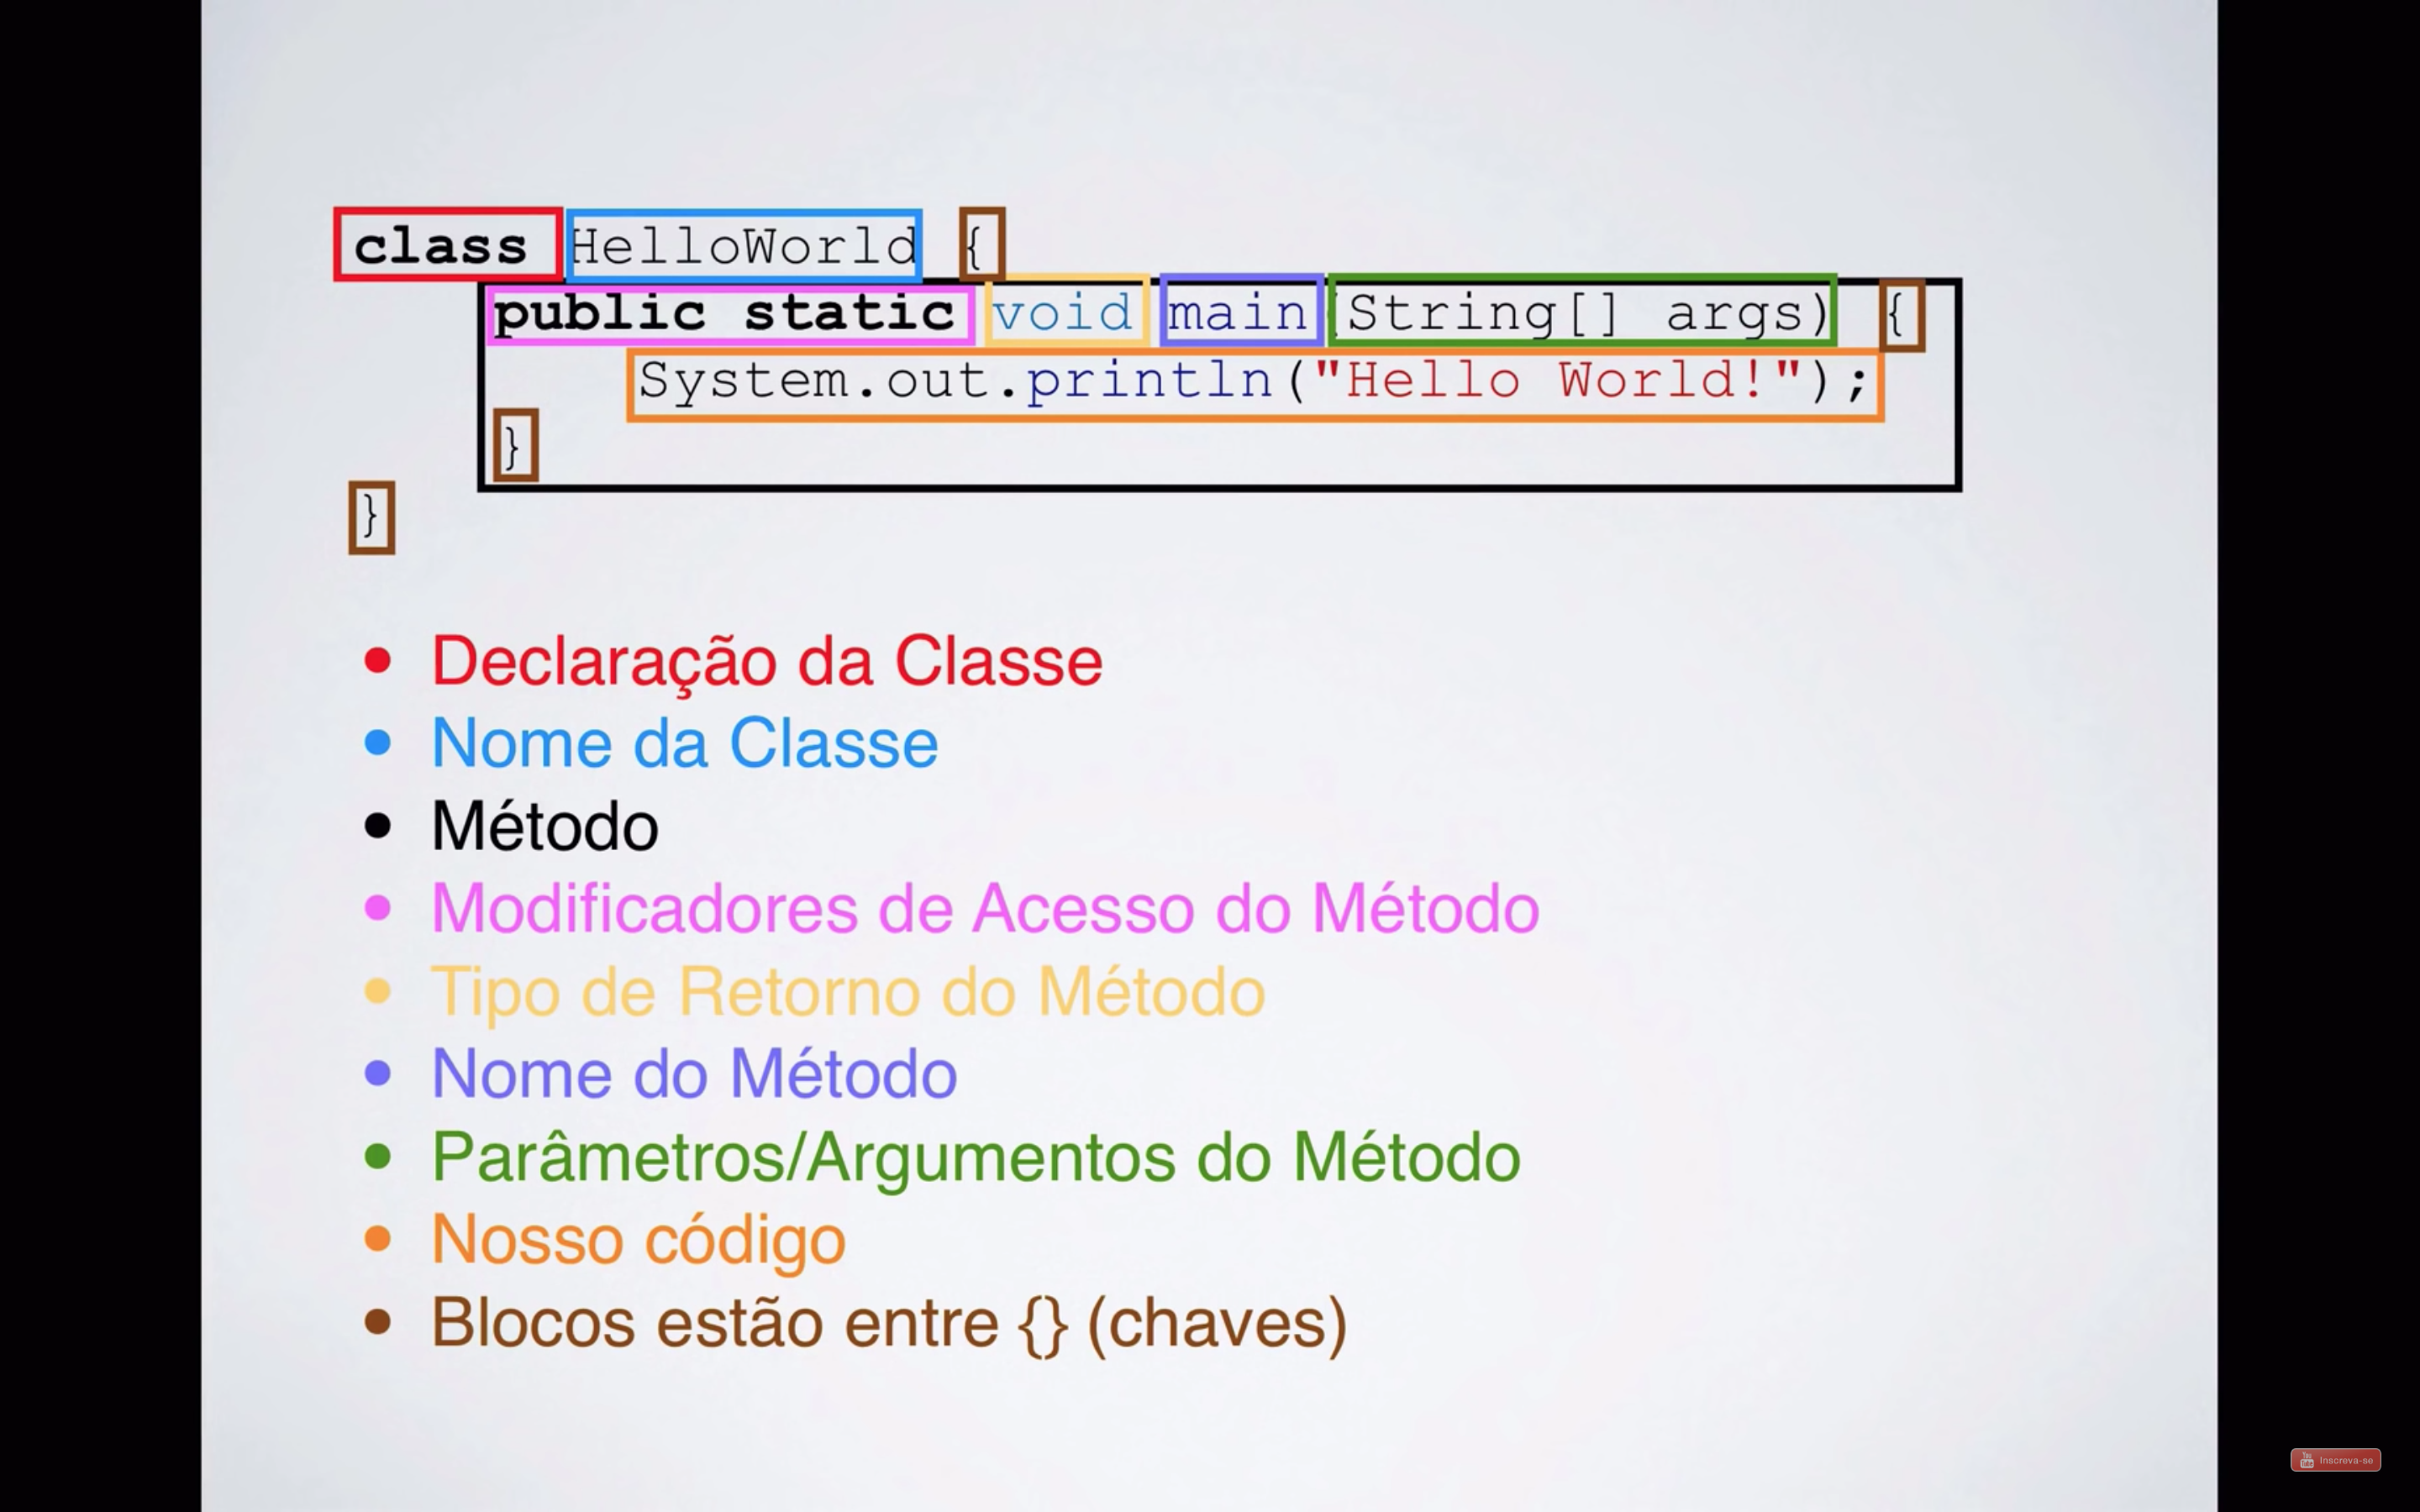 class HelloWorld {
public static void main(String[] args) {
System.out.println("Hello World!");
}
}
• Declaração da Classe
• Nome da Classe
• Método
• Modificadores de Acesso do Método
• Tipo de Retorno do Método
• Nome do Método
• Parâmetros/Argumentos do Método
• Nosso código
• Blocos estão entre {} (chaves)
You Tube Inscreva-se